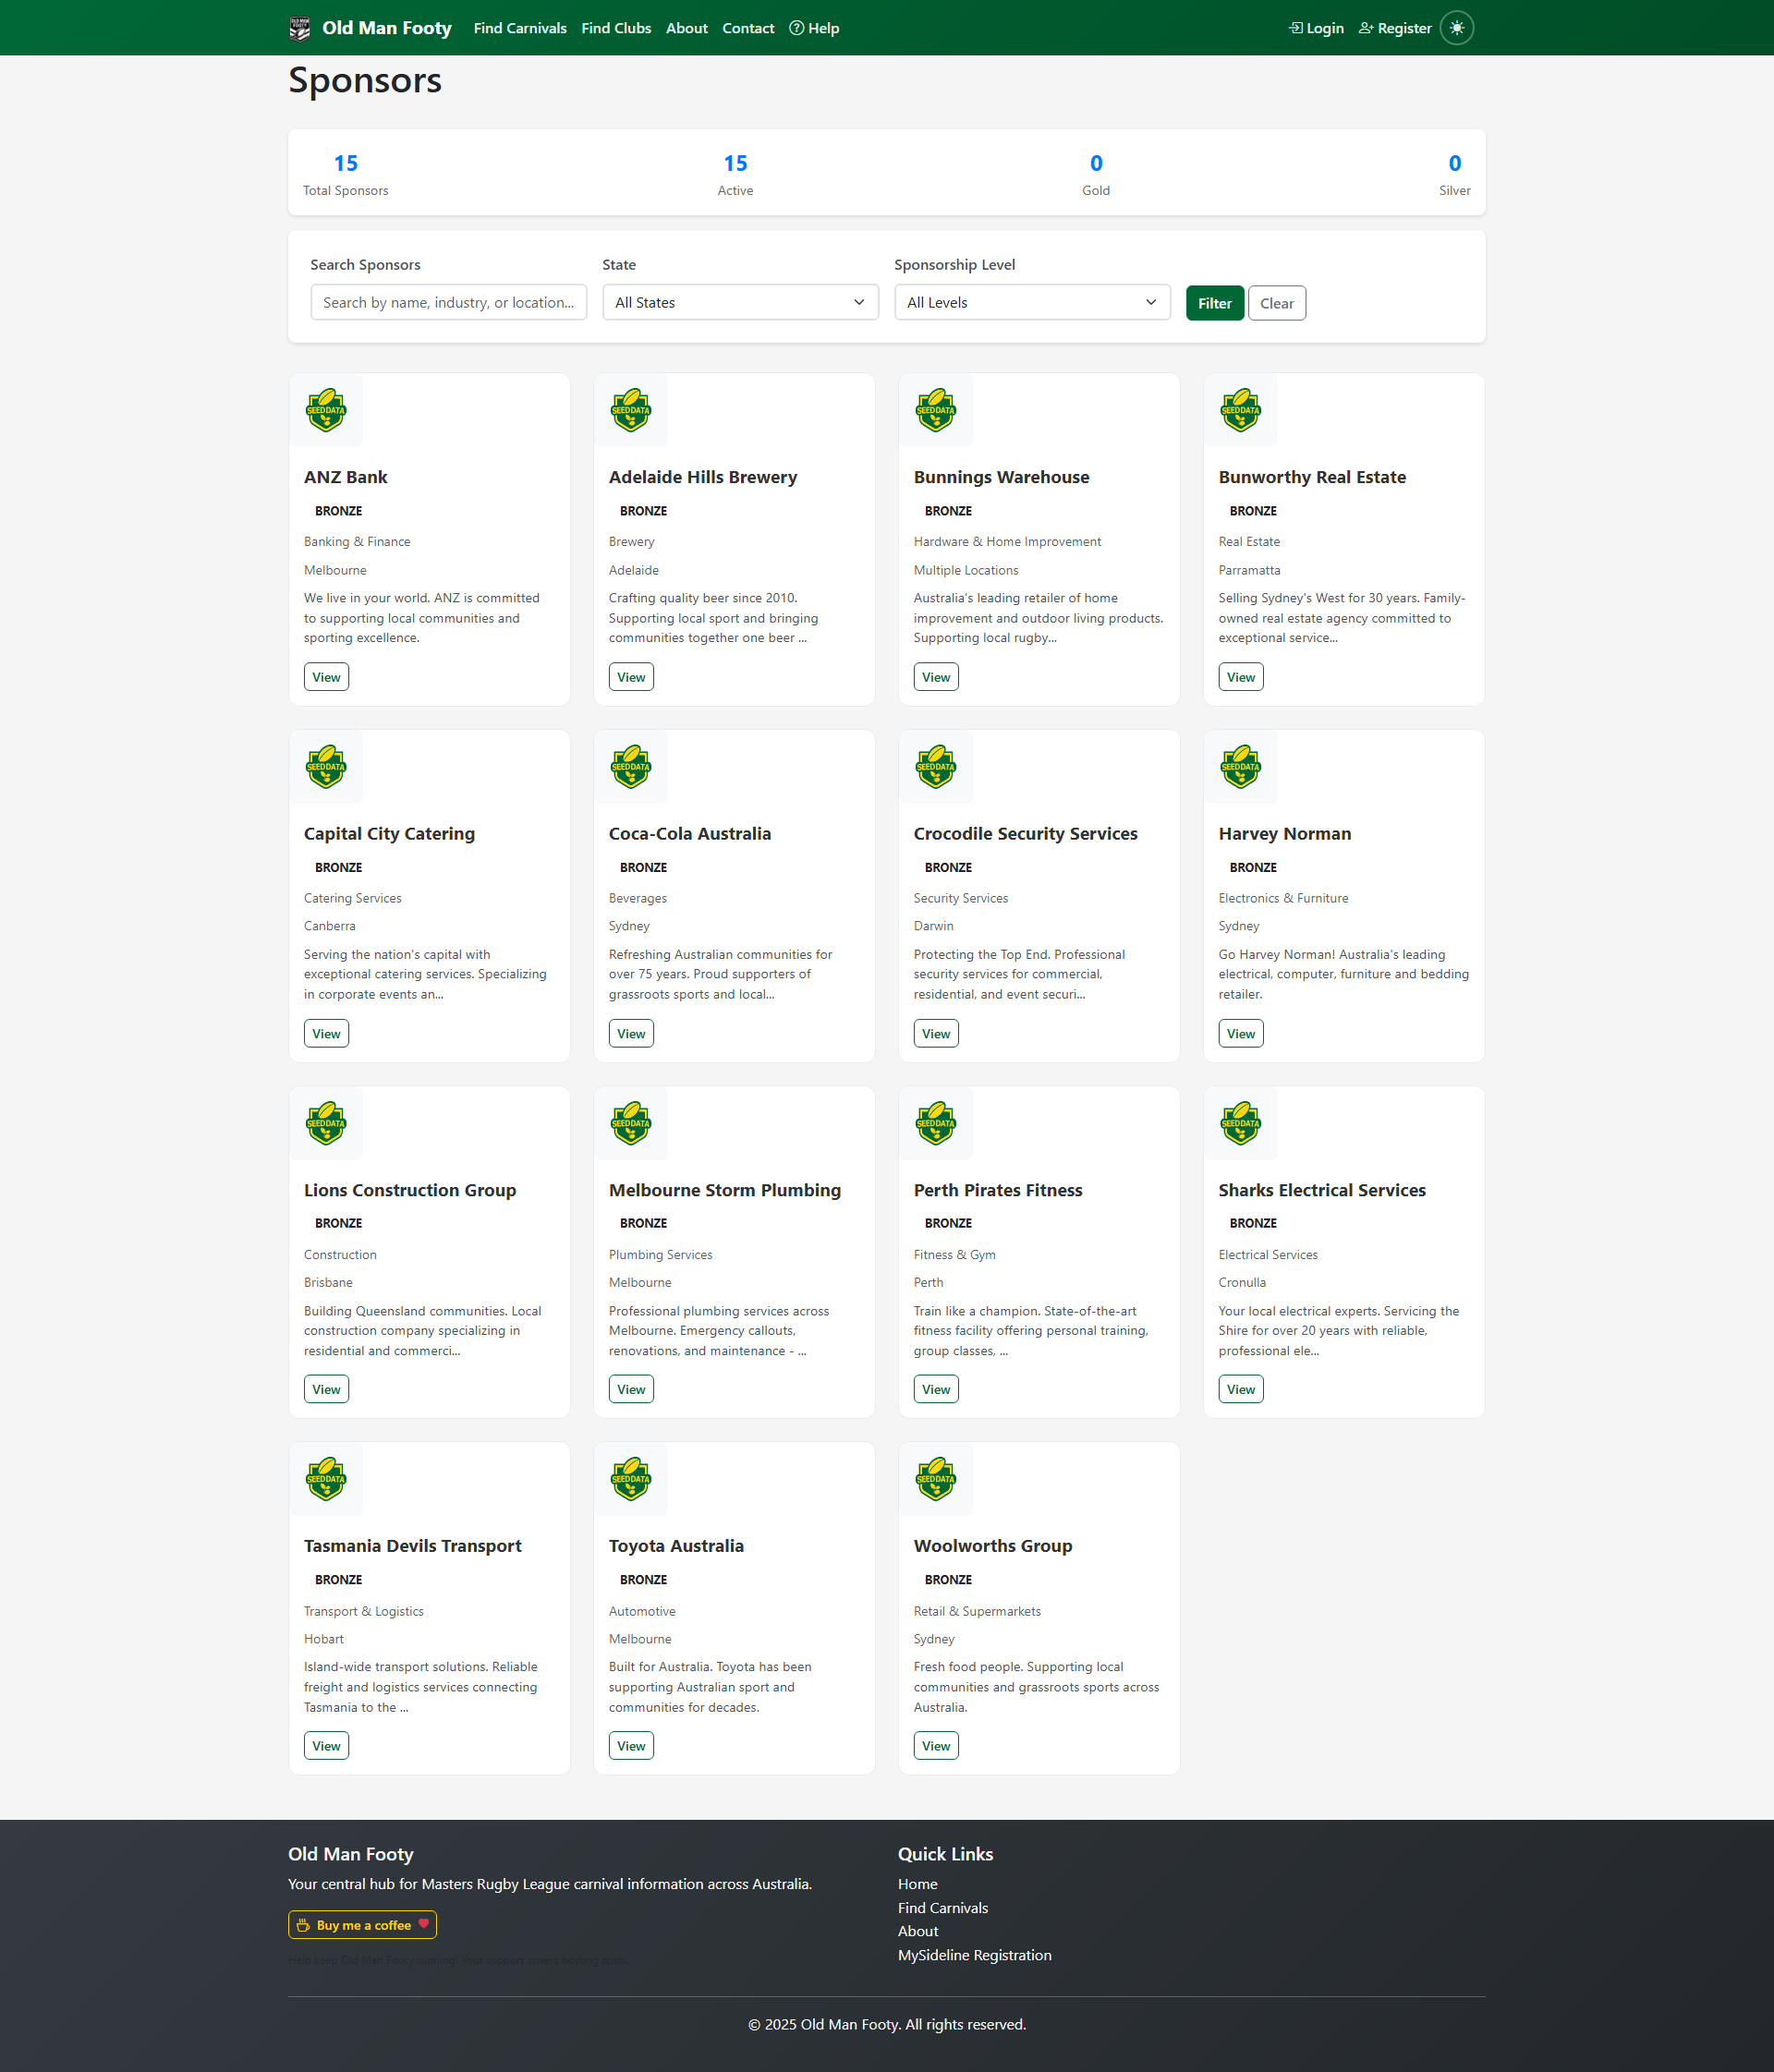 Old Man Footy Find Carnivals Find Clubs About Contact Help Login Register
Sponsors
15 15 0 0
Total Sponsors Active Gold Silver
Search Sponsors State Sponsorship Level
Search by name, industry, or location... All States All Levels Filter Clear
SEEDDATA SEEDDATA SEEDDATA SEEDDATA
ANZ Bank
BRONZE
Banking & Finance
Melbourne
We live in your world. ANZ is committed
to supporting local communities and
sporting excellence.
View
Adelaide Hills Brewery
BRONZE
Brewery
Adelaide
Crafting quality beer since 2010.
Supporting local sport and bringing
communities together one beer ...
View
Bunnings Warehouse
BRONZE
Hardware & Home Improvement
Multiple Locations
Australia's leading retailer of home
improvement and outdoor living products.
Supporting local rugby...
View
Bunworthy Real Estate
BRONZE
Real Estate
Parramatta
Selling Sydney's West for 30 years. Family-
owned real estate agency committed to
exceptional service...
View
SEEDDATA SEEDDATA SEEDDATA SEEDDATA
Capital City Catering
BRONZE
Catering Services
Canberra
Serving the nation's capital with
exceptional catering services. Specializing
in corporate events an...
View
Coca-Cola Australia
BRONZE
Beverages
Sydney
Refreshing Australian communities for
over 75 years. Proud supporters of
grassroots sports and local...
View
Crocodile Security Services
BRONZE
Security Services
Darwin
Protecting the Top End. Professional
security services for commercial,
residential, and event securi...
View
Harvey Norman
BRONZE
Electronics & Furniture
Sydney
Go Harvey Norman! Australia's leading
electrical, computer, furniture and bedding
retailer.
View
SEEDDATA SEEDDATA SEEDDATA SEEDDATA
Lions Construction Group
BRONZE
Construction
Brisbane
Building Queensland communities. Local
construction company specializing in
residential and commerci...
View
Melbourne Storm Plumbing
BRONZE
Plumbing Services
Melbourne
Professional plumbing services across
Melbourne. Emergency callouts,
renovations, and maintenance - ...
View
Perth Pirates Fitness
BRONZE
Fitness & Gym
Perth
Train like a champion. State-of-the-art
fitness facility offering personal training,
group classes, ...
View
Sharks Electrical Services
BRONZE
Electrical Services
Cronulla
Your local electrical experts. Servicing the
Shire for over 20 years with reliable,
professional ele...
View
SEEDDATA SEEDDATA SEEDDATA
Tasmania Devils Transport
BRONZE
Transport & Logistics
Hobart
Island-wide transport solutions. Reliable
freight and logistics services connecting
Tasmania to the ...
View
Toyota Australia
BRONZE
Automotive
Melbourne
Built for Australia. Toyota has been
supporting Australian sport and
communities for decades.
View
Woolworths Group
BRONZE
Retail & Supermarkets
Sydney
Fresh food people. Supporting local
communities and grassroots sports across
Australia.
View
Old Man Footy
Your central hub for Masters Rugby League carnival information across Australia.
Buy me a coffee
Help keep Old Man Footy running! Your support covers hosting costs.
Quick Links
Home
Find Carnivals
About
MySideline Registration
© 2025 Old Man Footy. All rights reserved.